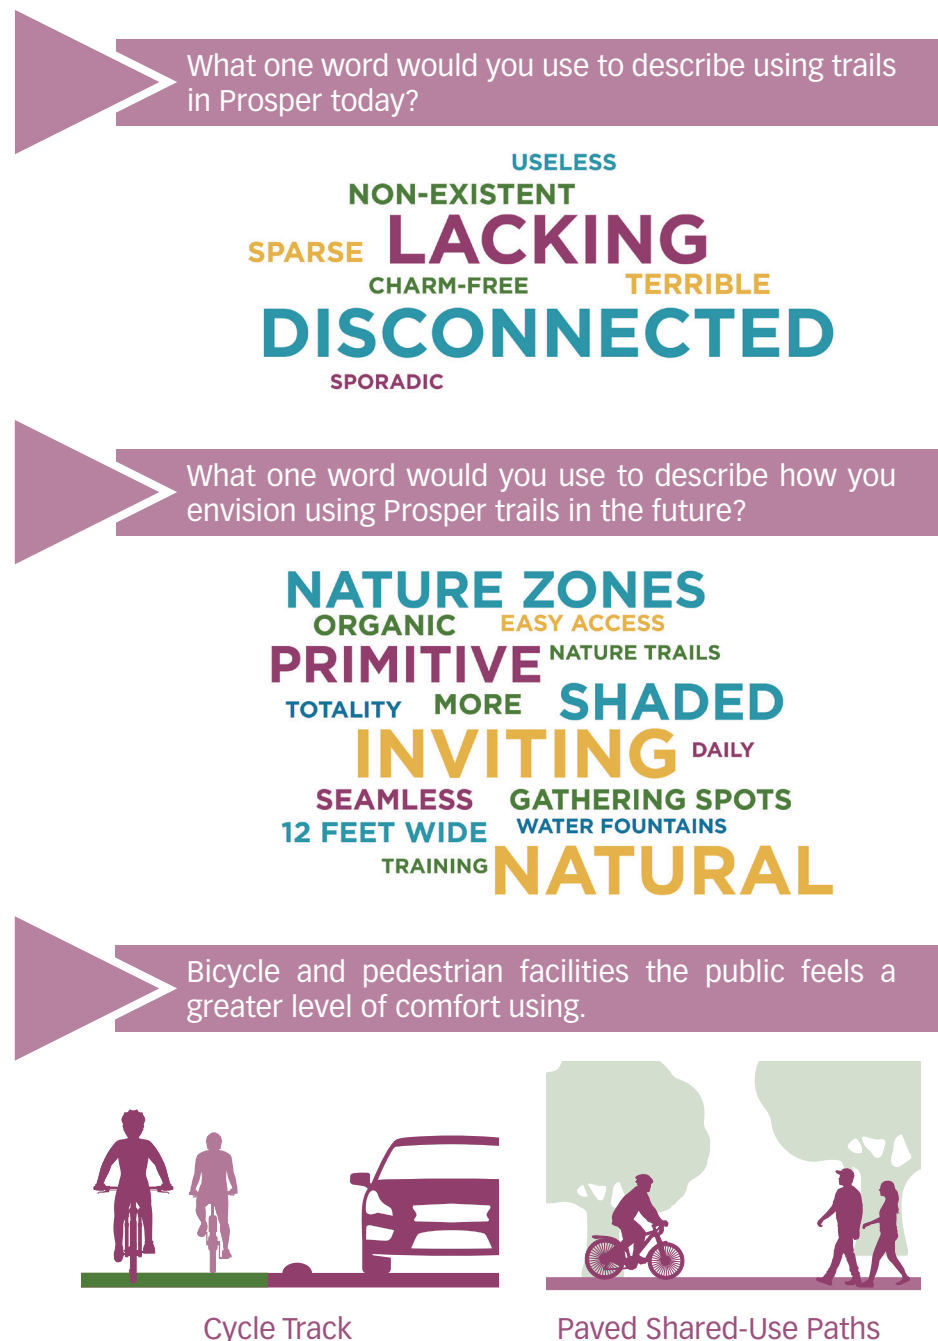 What one word would you use to describe using trails
in Prosper today?
USELESS
NON-EXISTENT
LACKING
SPARSE
CHARM-FREE
TERRIBLE
DISCONNECTED
SPORADIC
What one word would you use to describe how you
envision using Prosper trails in the future?
NATURE ZONES
ORGANIC
EASY ACCESS
PRIMITIVE
NATURE TRAILS
TOTALITY
MORE
SHADED
INVITING
DAILY
SEAMLESS
GATHERING SPOTS
12 FEET WIDE
WATER FOUNTAINS
TRAINING
NATURAL
Bicycle and pedestrian facilities the public feels a
greater level of comfort using.
Cycle Track
Paved Shared-Use Paths